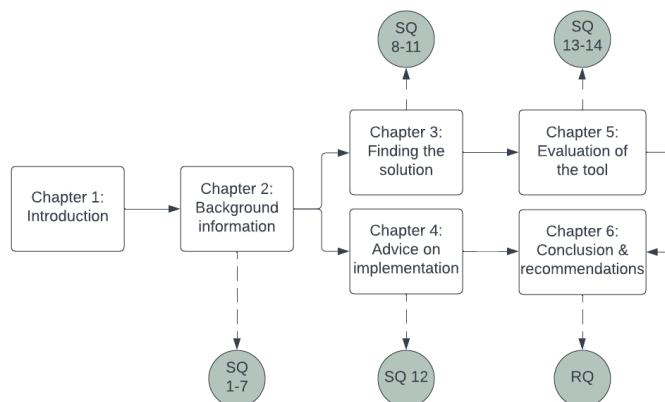 SQ
8-11
SQ
13-14
Chapter 3:
Finding the
solution
Chapter 5:
Evaluation of
the tool
Chapter 1:
Introduction
Chapter 2:
Background
information
Chapter 4:
Advice on
implementation
Chapter 6:
Conclusion &
recommendations
SQ
1-7
SQ 12
RQ